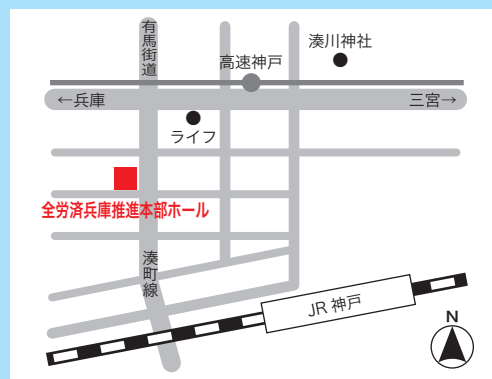 有馬街道
湊川神社
高速神戸
←兵庫
三宮→
ライフ
全労済兵庫推進本部ホール
湊町線
JR 神戸
N